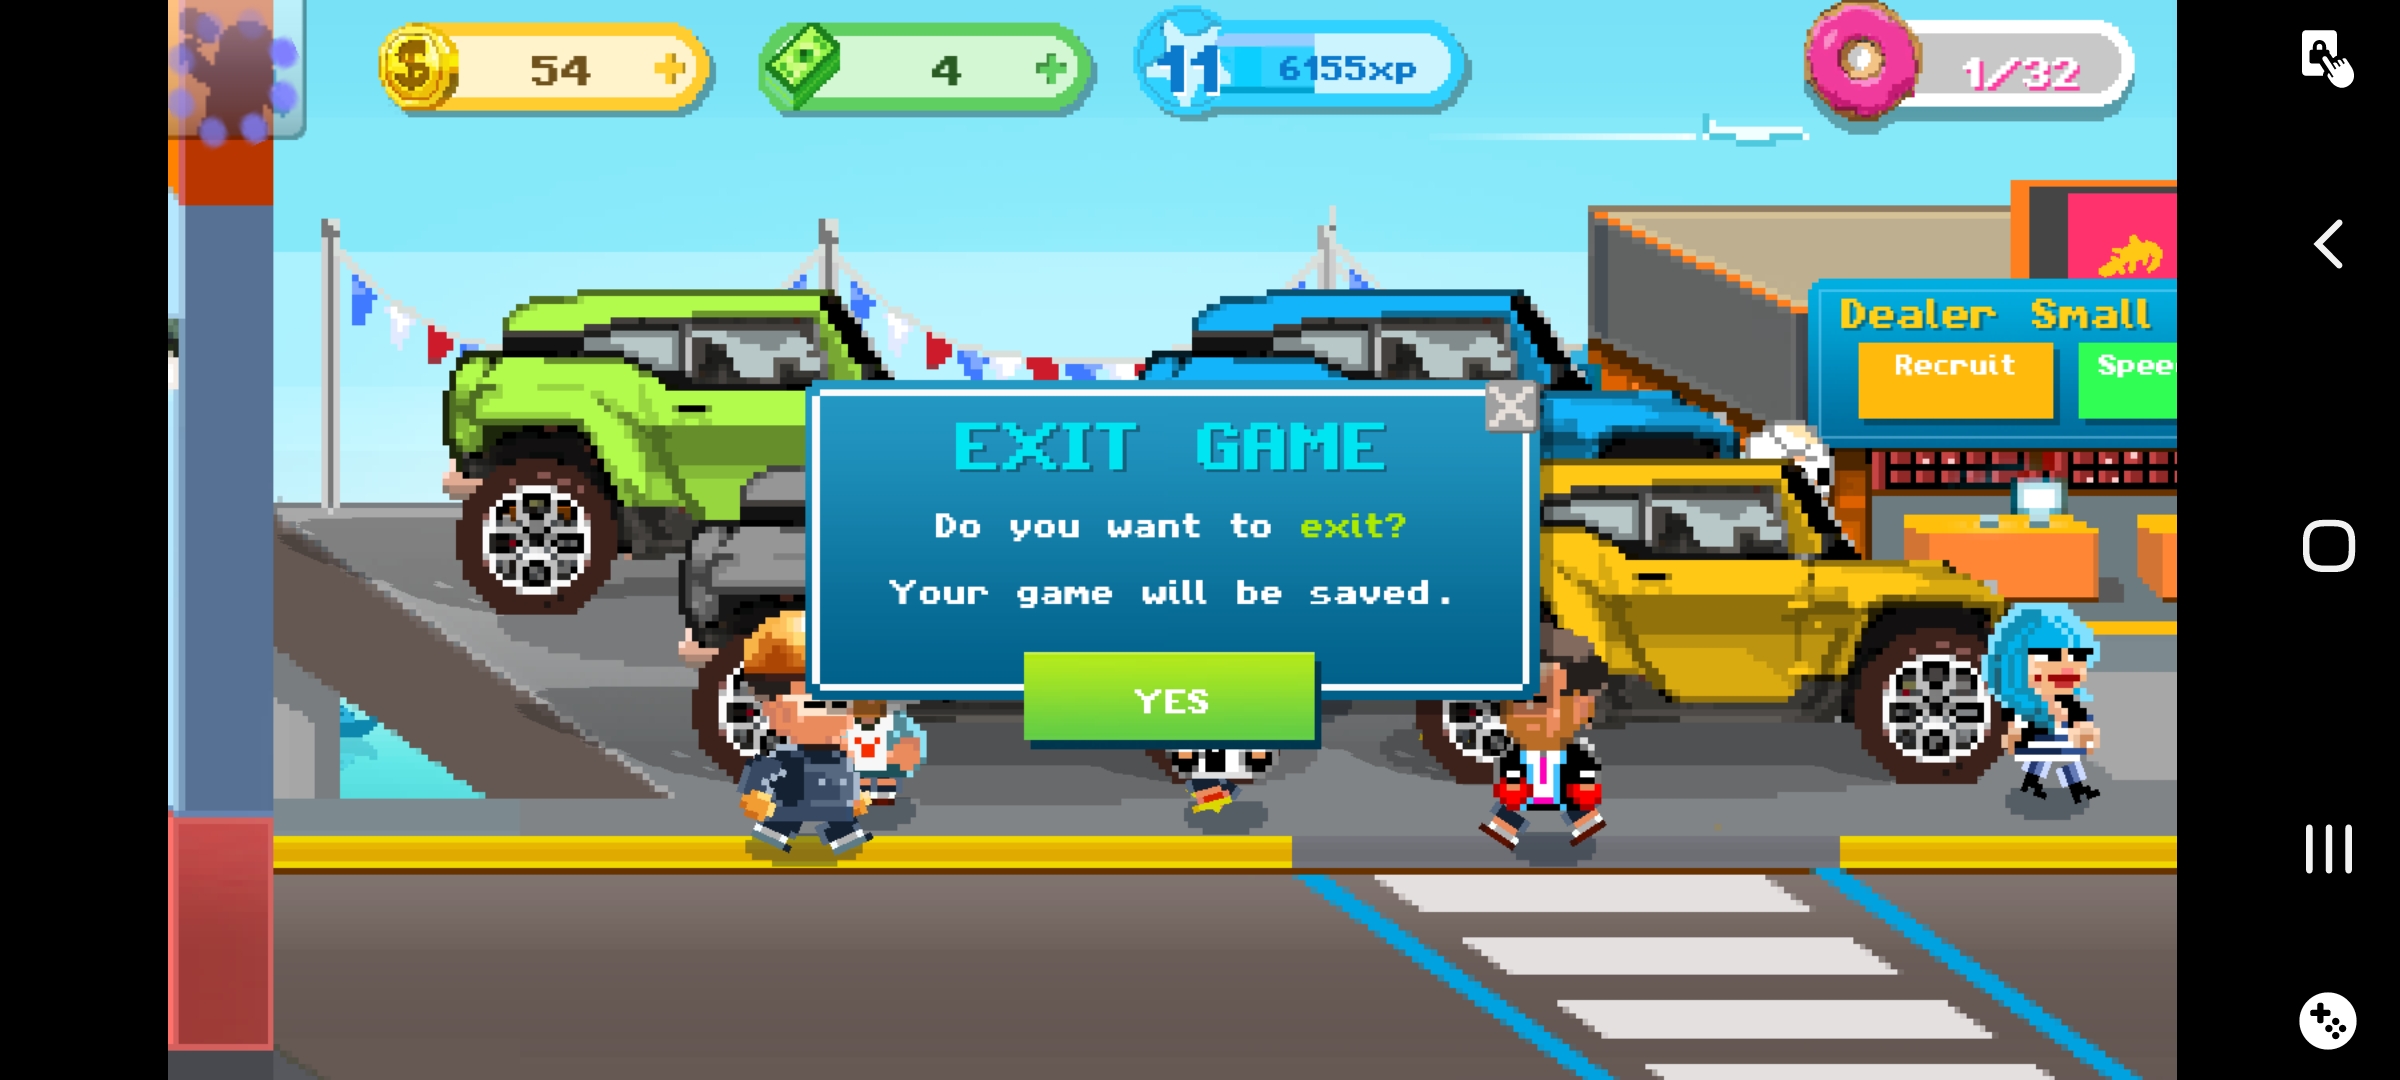 54
4
11
6155xp
1/32
Dealer Small
Recruit
Spee
EXIT GAME
Do you want to exit?
Your game will be saved.
YES